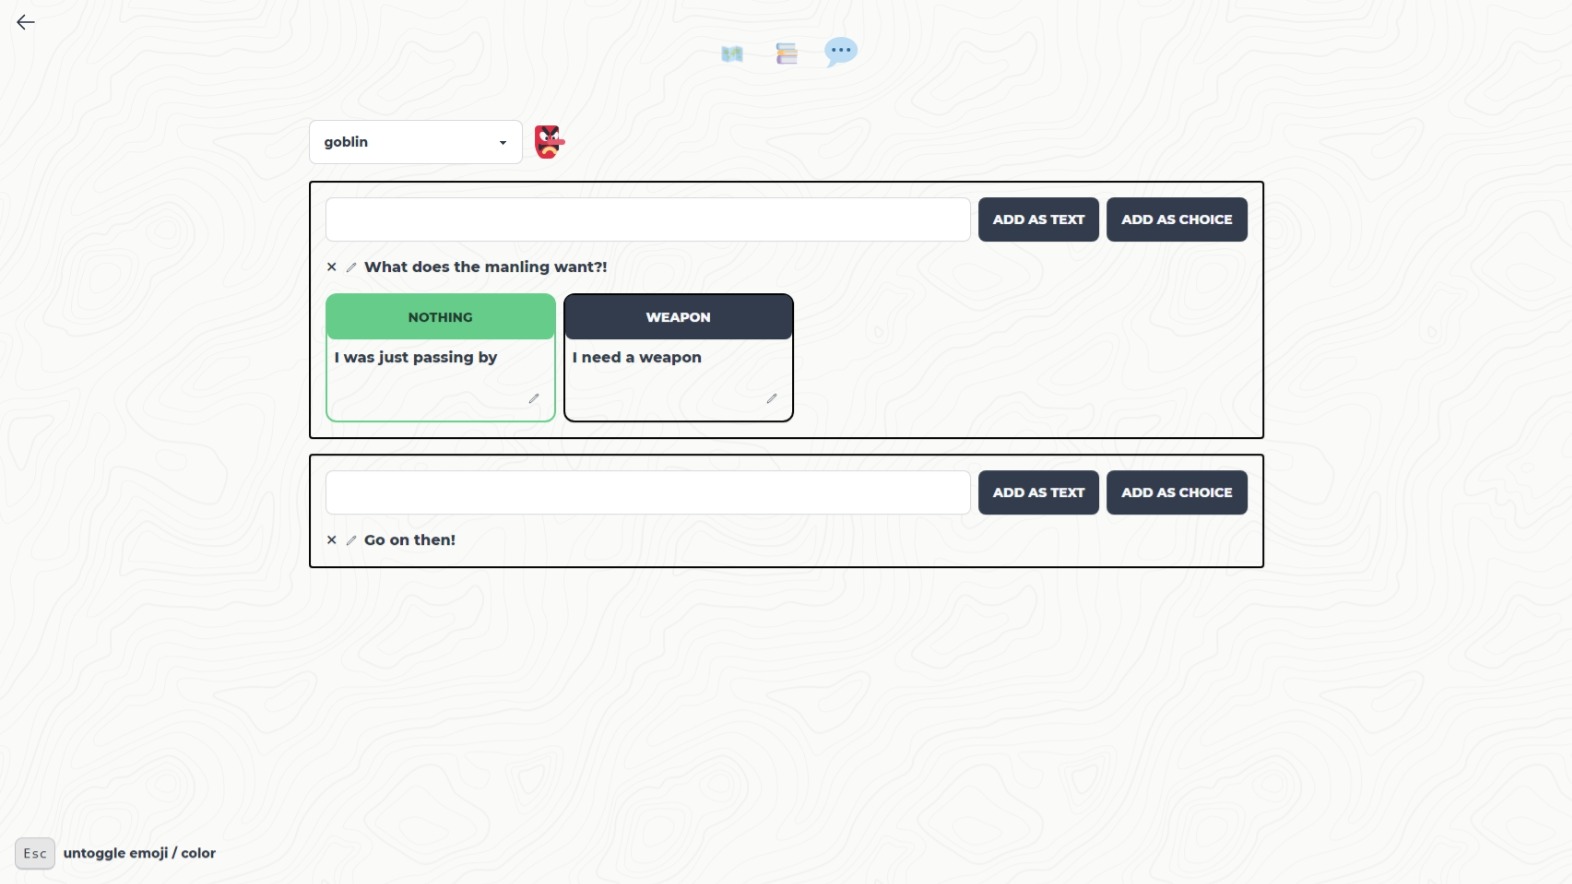 goblin
ADD AS TEXT ADD AS CHOICE
What does the manling want?!
NOTHING WEAPON
I was just passing by I need a weapon
ADD AS TEXT ADD AS CHOICE
Go on then!
Esc untoggle emoji / color